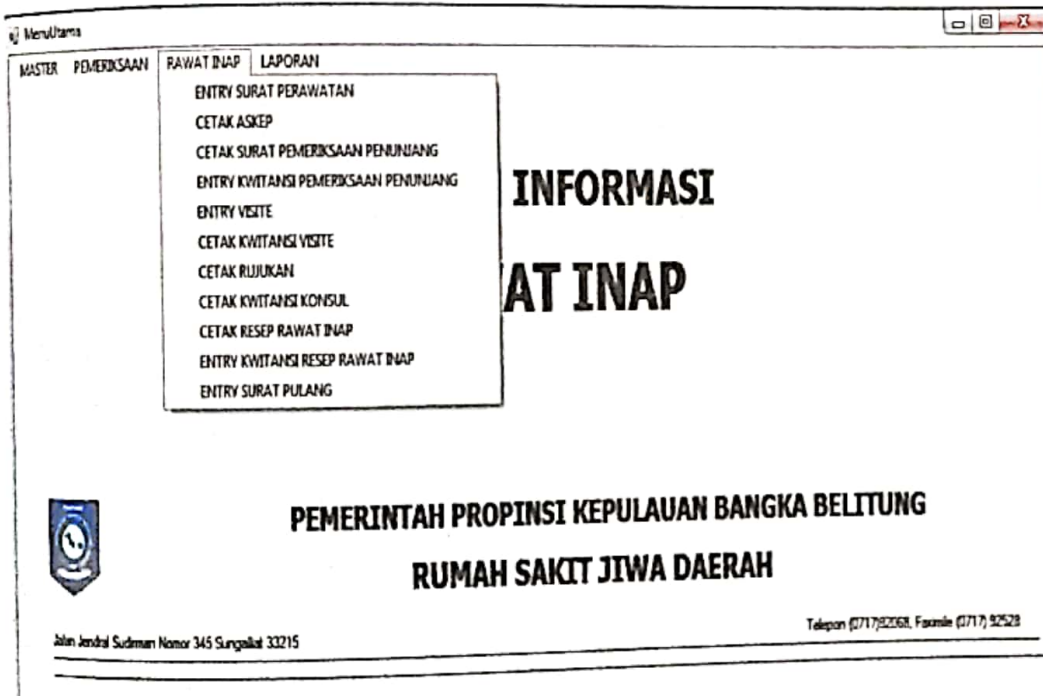 MenuUtama
MASTER PEMERIKSAAN RAWAT INAP LAPORAN
ENTRY SURAT PERAWATAN
CETAK ASKEP
CETAK SURAT PEMERIKSAAN PENUNJANG
ENTRY KWITANSI PEMERIKSAAN PENUNJANG
ENTRY VISITE
CETAK KWITANSI VISITE
CETAK RUJUKAN
CETAK KWITANSI KONSUL
CETAK RESEP RAWAT INAP
ENTRY KWITANSI RESEP RAWAT INAP
ENTRY SURAT PULANG
INFORMASI
AT INAP
PEMERINTAH PROPINSI KEPULAUAN BANGKA BELITUNG
RUMAH SAKIT JIWA DAERAH
Jalan Jendral Sudirman Nomor 345 Sungailiat 33215
Telepon (0717)92068, Faxmile (0717) 92528